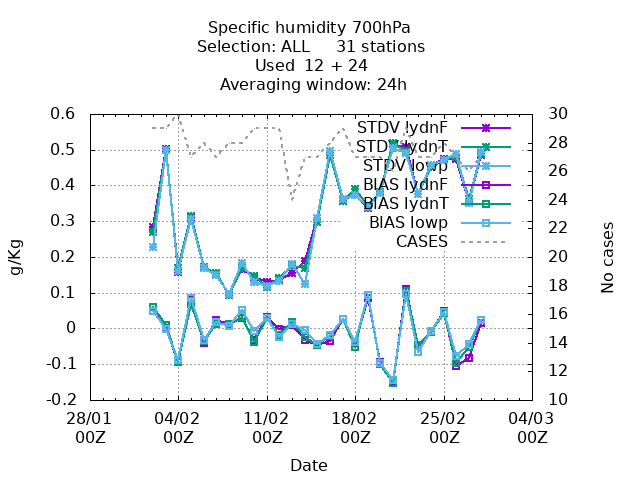 Specific humidity 700hPa
Selection: ALL 31 stations
Used 12 + 24
Averaging window: 24h
0.6 30
STDV lydnF
0.5 28
STDV lydnT
26
STDV lowp
0.4 24
BIAS lydnF
BIAS lydnT
0.3 22
BIAS lowp
CASES
0.2 20
g/Kg
No cases
0.1 18
16
0
14
-0.1 12
-0.2 10
28/01 04/02 11/02 18/02 25/02 04/03
00Z 00Z 00Z 00Z 00Z 00Z
Date